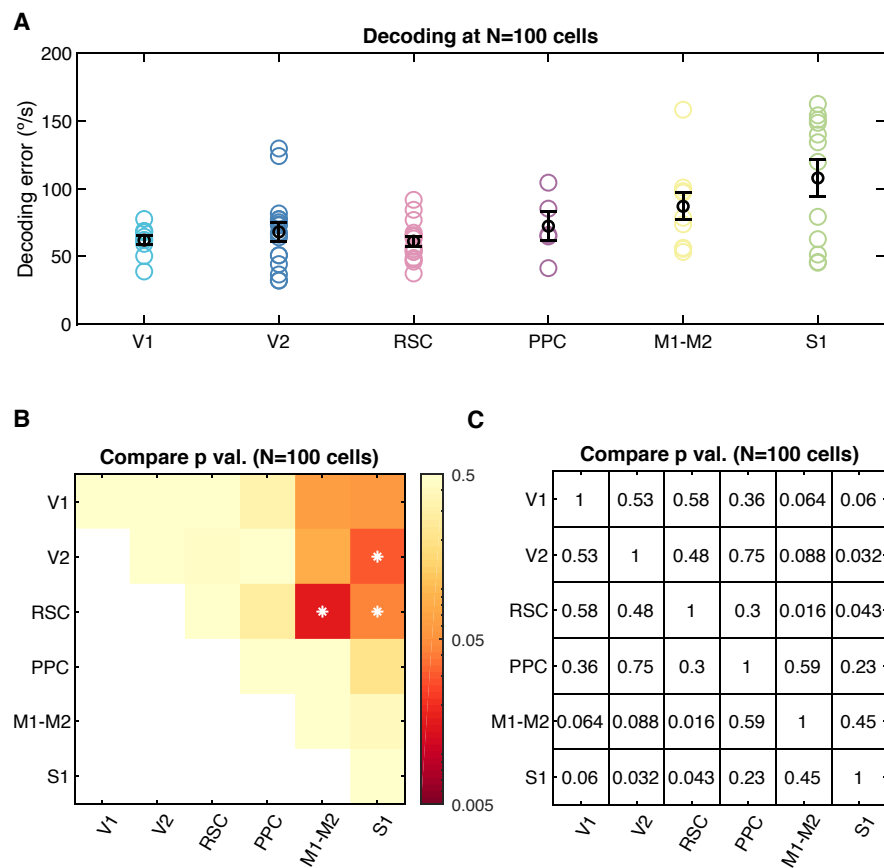 A
Decoding at N=100 cells
Decoding error (°/s)
200
150
100
50
0
V1 V2 RSC PPC M1-M2 S1
B
Compare p val. (N=100 cells)
V1
V2
RSC
PPC
M1-M2
S1
V1 V2 RSC PPC M1-M2 S1
0.5
0.05
0.005
C
Compare p val. (N=100 cells)
V1 1 0.53 0.58 0.36 0.064 0.06
V2 0.53 1 0.48 0.75 0.088 0.032
RSC 0.58 0.48 1 0.3 0.016 0.043
PPC 0.36 0.75 0.3 1 0.59 0.23
M1-M2 0.064 0.088 0.016 0.59 1 0.45
S1 0.06 0.032 0.043 0.23 0.45 1
V1 V2 RSC PPC M1-M2 S1